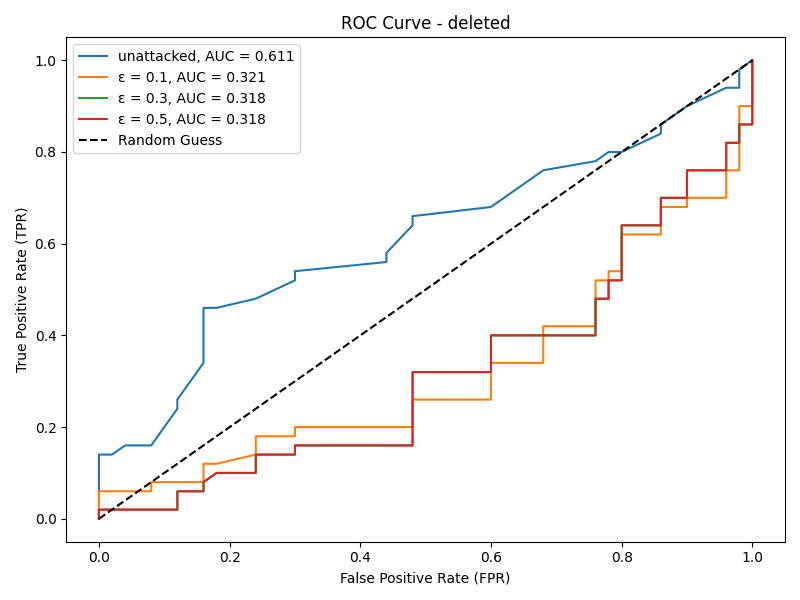 ROC Curve - deleted
unattacked, AUC = 0.611
ε = 0.1, AUC = 0.321
ε = 0.3, AUC = 0.318
ε = 0.5, AUC = 0.318
Random Guess
True Positive Rate (TPR)
1.0
0.8
0.6
0.4
0.2
0.0
0.0 0.2 0.4 0.6 0.8 1.0
False Positive Rate (FPR)